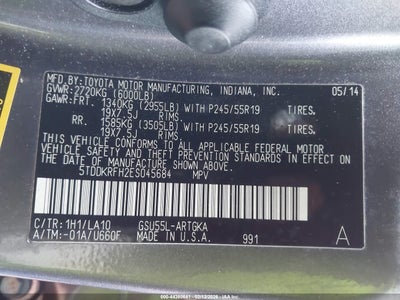 MFD. BY: TOYOTA MOTOR MANUFACTURING, INDIANA, INC. 05/14
GVWR: 2720KG (6000LB)
GAWR: FRT. 1340KG (2955LB) WITH P245/55R19 TIRES.
19X7.5J RIMS.
RR. 1585KG (3505LB) WITH P245/55R19 TIRES.
19X7.5J RIMS.
THIS VEHICLE CONFORMS TO ALL APPLICABLE FEDERAL MOTOR
VEHICLE SAFETY AND BUMPER STANDARDS IN EFFECT ON THE DATE
OF MANUFACTURE SHOWN ABOVE.
5TDDKRFH2ES045684 MPV
C/TR: 1H1/LA10 GSU55L-ARTGKA
A/TM: -01A/U660F MADE IN U.S.A. 991 A